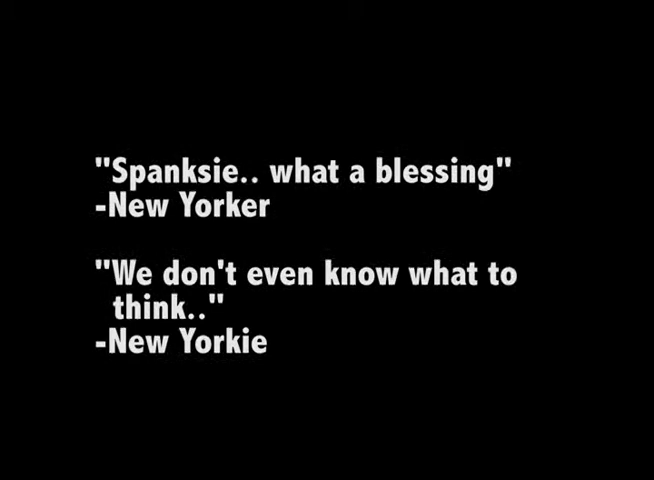 "Spanksie.. what a blessing"
-New Yorker
"We don't even know what to
think.."
-New Yorkie